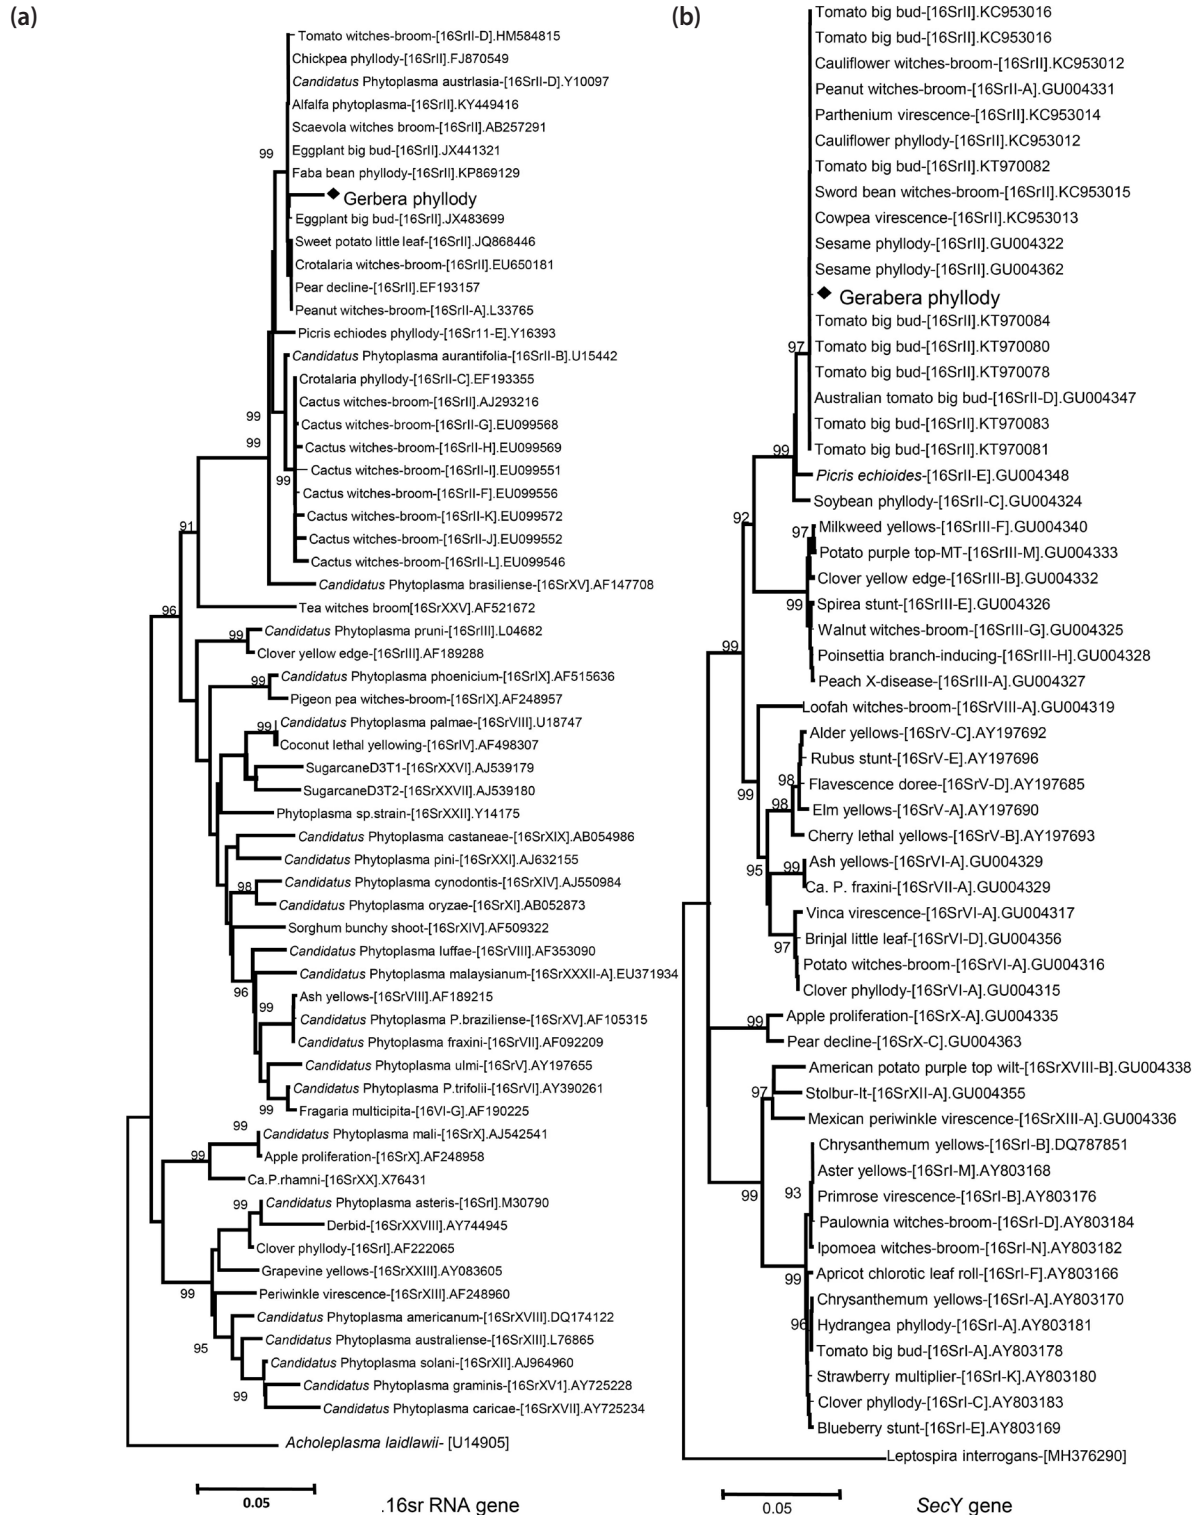 (a)
Tomato witches-broom-[16SrII-D].HM584815
Chickpea phyllody-[16SrII].FJ870549
Candidatus Phytoplasma austrlasia-[16SrII-D].Y10097
Alfalfa phytoplasma-[16SrII].KY449416
Scaevola witches broom-[16SrII].AB257291
Eggplant big bud-[16SrII].JX441321
99
Faba bean phyllody-[16SrII].KP869129
◆ Gerbera phyllody
Eggplant big bud-[16SrII].JX483699
Sweet potato little leaf-[16SrII].JQ868446
Crotalaria witches-broom-[16SrII].EU650181
Pear decline-[16SrII].EF193157
Peanut witches-broom-[16SrII-A].L33765
Picris echiodes phyllody-[16Sr11-E].Y16393
Candidatus Phytoplasma aurantifolia-[16SrII-B].U15442
Crotalaria phyllody-[16SrII-C].EF193355
Cactus witches-broom-[16SrII].AJ293216
99
Cactus witches-broom-[16SrII-G].EU099568
99
Cactus witches-broom-[16SrII-H].EU099569
Cactus witches-broom-[16SrII-I].EU099551
99
Cactus witches-broom-[16SrII-F].EU099556
Cactus witches-broom-[16SrII-K].EU099572
91
Cactus witches-broom-[16SrII-J].EU099552
Cactus witches-broom-[16SrII-L].EU099546
Candidatus Phytoplasma brasiliense-[16SrXV].AF147708
96
Tea witches broom[16SrXXV].AF521672
99
Candidatus Phytoplasma pruni-[16SrIII].L04682
Clover yellow edge-[16SrIII].AF189288
99
Candidatus Phytoplasma phoenicium-[16SrIX].AF515636
Pigeon pea witches-broom-[16SrIX].AF248957
99
Candidatus Phytoplasma palmae-[16SrVIII].U18747
Coconut lethal yellowing-[16SrIV].AF498307
SugarcaneD3T1-[16SrXXVI].AJ539179
SugarcaneD3T2-[16SrXXVII].AJ539180
Phytoplasma sp.strain-[16SrXXII].Y14175
Candidatus Phytoplasma castaneae-[16SrXIX].AB054986
Candidatus Phytoplasma pini-[16SrXXI].AJ632155
98
Candidatus Phytoplasma cynodontis-[16SrXIV].AJ550984
Candidatus Phytoplasma oryzae-[16SrXI].AB052873
Sorghum bunchy shoot-[16SrXIV].AF509322
Candidatus Phytoplasma luffae-[16SrVIII].AF353090
Candidatus Phytoplasma malaysianum-[16SrXXXII-A].EU371934
96
Ash yellows-[16SrVIII].AF189215
99
Candidatus Phytoplasma P.braziliense-[16SrXV].AF105315
Candidatus Phytoplasma fraxini-[16SrVII].AF092209
Candidatus Phytoplasma ulmi-[16SrV].AY197655
Candidatus Phytoplasma P.trifolii-[16SrVI].AY390261
99
Fragaria multicipita-[16VI-G].AF190225
99
Candidatus Phytoplasma mali-[16SrX].AJ542541
99
Apple proliferation-[16SrX].AF248958
Ca.P.rhamni-[16SrXX].X76431
99
Candidatus Phytoplasma asteris-[16SrI].M30790
Derbid-[16SrXXVIII].AY744945
Clover phyllody-[16SrI].AF222065
Grapevine yellows-[16SrXXIII].AY083605
99
Periwinkle virescence-[16SrXIII].AF248960
Candidatus Phytoplasma americanum-[16SrXVIII].DQ174122
95
Candidatus Phytoplasma australiense-[16SrXIII].L76865
Candidatus Phytoplasma solani-[16SrXII].AJ964960
99
Candidatus Phytoplasma graminis-[16SrXV1].AY725228
Candidatus Phytoplasma caricae-[16SrXVII].AY725234
Acholeplasma laidlawii- [U14905]
0.05
.16sr RNA gene
(b)
Tomato big bud-[16SrII].KC953016
Tomato big bud-[16SrII].KC953016
Cauliflower witches-broom-[16SrII].KC953012
Peanut witches-broom-[16SrII-A].GU004331
Parthenium virescence-[16SrII].KC953014
Cauliflower phyllody-[16SrII].KC953012
Tomato big bud-[16SrII].KT970082
Sword bean witches-broom-[16SrII].KC953015
Cowpea virescence-[16SrII].KC953013
Sesame phyllody-[16SrII].GU004322
Sesame phyllody-[16SrII].GU004362
◆ Gerabera phyllody
Tomato big bud-[16SrII].KT970084
97
Tomato big bud-[16SrII].KT970080
Tomato big bud-[16SrII].KT970078
Australian tomato big bud-[16SrII-D].GU004347
Tomato big bud-[16SrII].KT970083
99
Tomato big bud-[16SrII].KT970081
Picris echioides-[16SrII-E].GU004348
Soybean phyllody-[16SrII-C].GU004324
92
97
Milkweed yellows-[16SrIII-F].GU004340
Potato purple top-MT-[16SrIII-M].GU004333
Clover yellow edge-[16SrIII-B].GU004332
99
Spirea stunt-[16SrIII-E].GU004326
Walnut witches-broom-[16SrIII-G].GU004325
99
Poinsettia branch-inducing-[16SrIII-H].GU004328
Peach X-disease-[16SrIII-A].GU004327
Loofah witches-broom-[16SrVIII-A].GU004319
Alder yellows-[16SrV-C].AY197692
Rubus stunt-[16SrV-E].AY197696
98
Flavescence doree-[16SrV-D].AY197685
99
98
Elm yellows-[16SrV-A].AY197690
Cherry lethal yellows-[16SrV-B].AY197693
95
99
Ash yellows-[16SrVI-A].GU004329
Ca. P. fraxini-[16SrVII-A].GU004329
Vinca virescence-[16SrVI-A].GU004317
97
Brinjal little leaf-[16SrVI-D].GU004356
Potato witches-broom-[16SrVI-A].GU004316
Clover phyllody-[16SrVI-A].GU004315
99
Apple proliferation-[16SrX-A].GU004335
Pear decline-[16SrX-C].GU004363
American potato purple top wilt-[16SrXVIII-B].GU004338
97
Stolbur-lt-[16SrXII-A].GU004355
Mexican periwinkle virescence-[16SrXIII-A].GU004336
Chrysanthemum yellows-[16SrI-B].DQ787851
Aster yellows-[16SrI-M].AY803168
99
93
Primrose virescence-[16SrI-B].AY803176
Paulownia witches-broom-[16SrI-D].AY803184
Ipomoea witches-broom-[16SrI-N].AY803182
99
Apricot chlorotic leaf roll-[16SrI-F].AY803166
Chrysanthemum yellows-[16SrI-A].AY803170
96
Hydrangea phyllody-[16SrI-A].AY803181
Tomato big bud-[16SrI-A].AY803178
Strawberry multiplier-[16SrI-K].AY803180
Clover phyllody-[16SrI-C].AY803183
Blueberry stunt-[16SrI-E].AY803169
Leptospira interrogans-[MH376290]
0.05
SecY gene